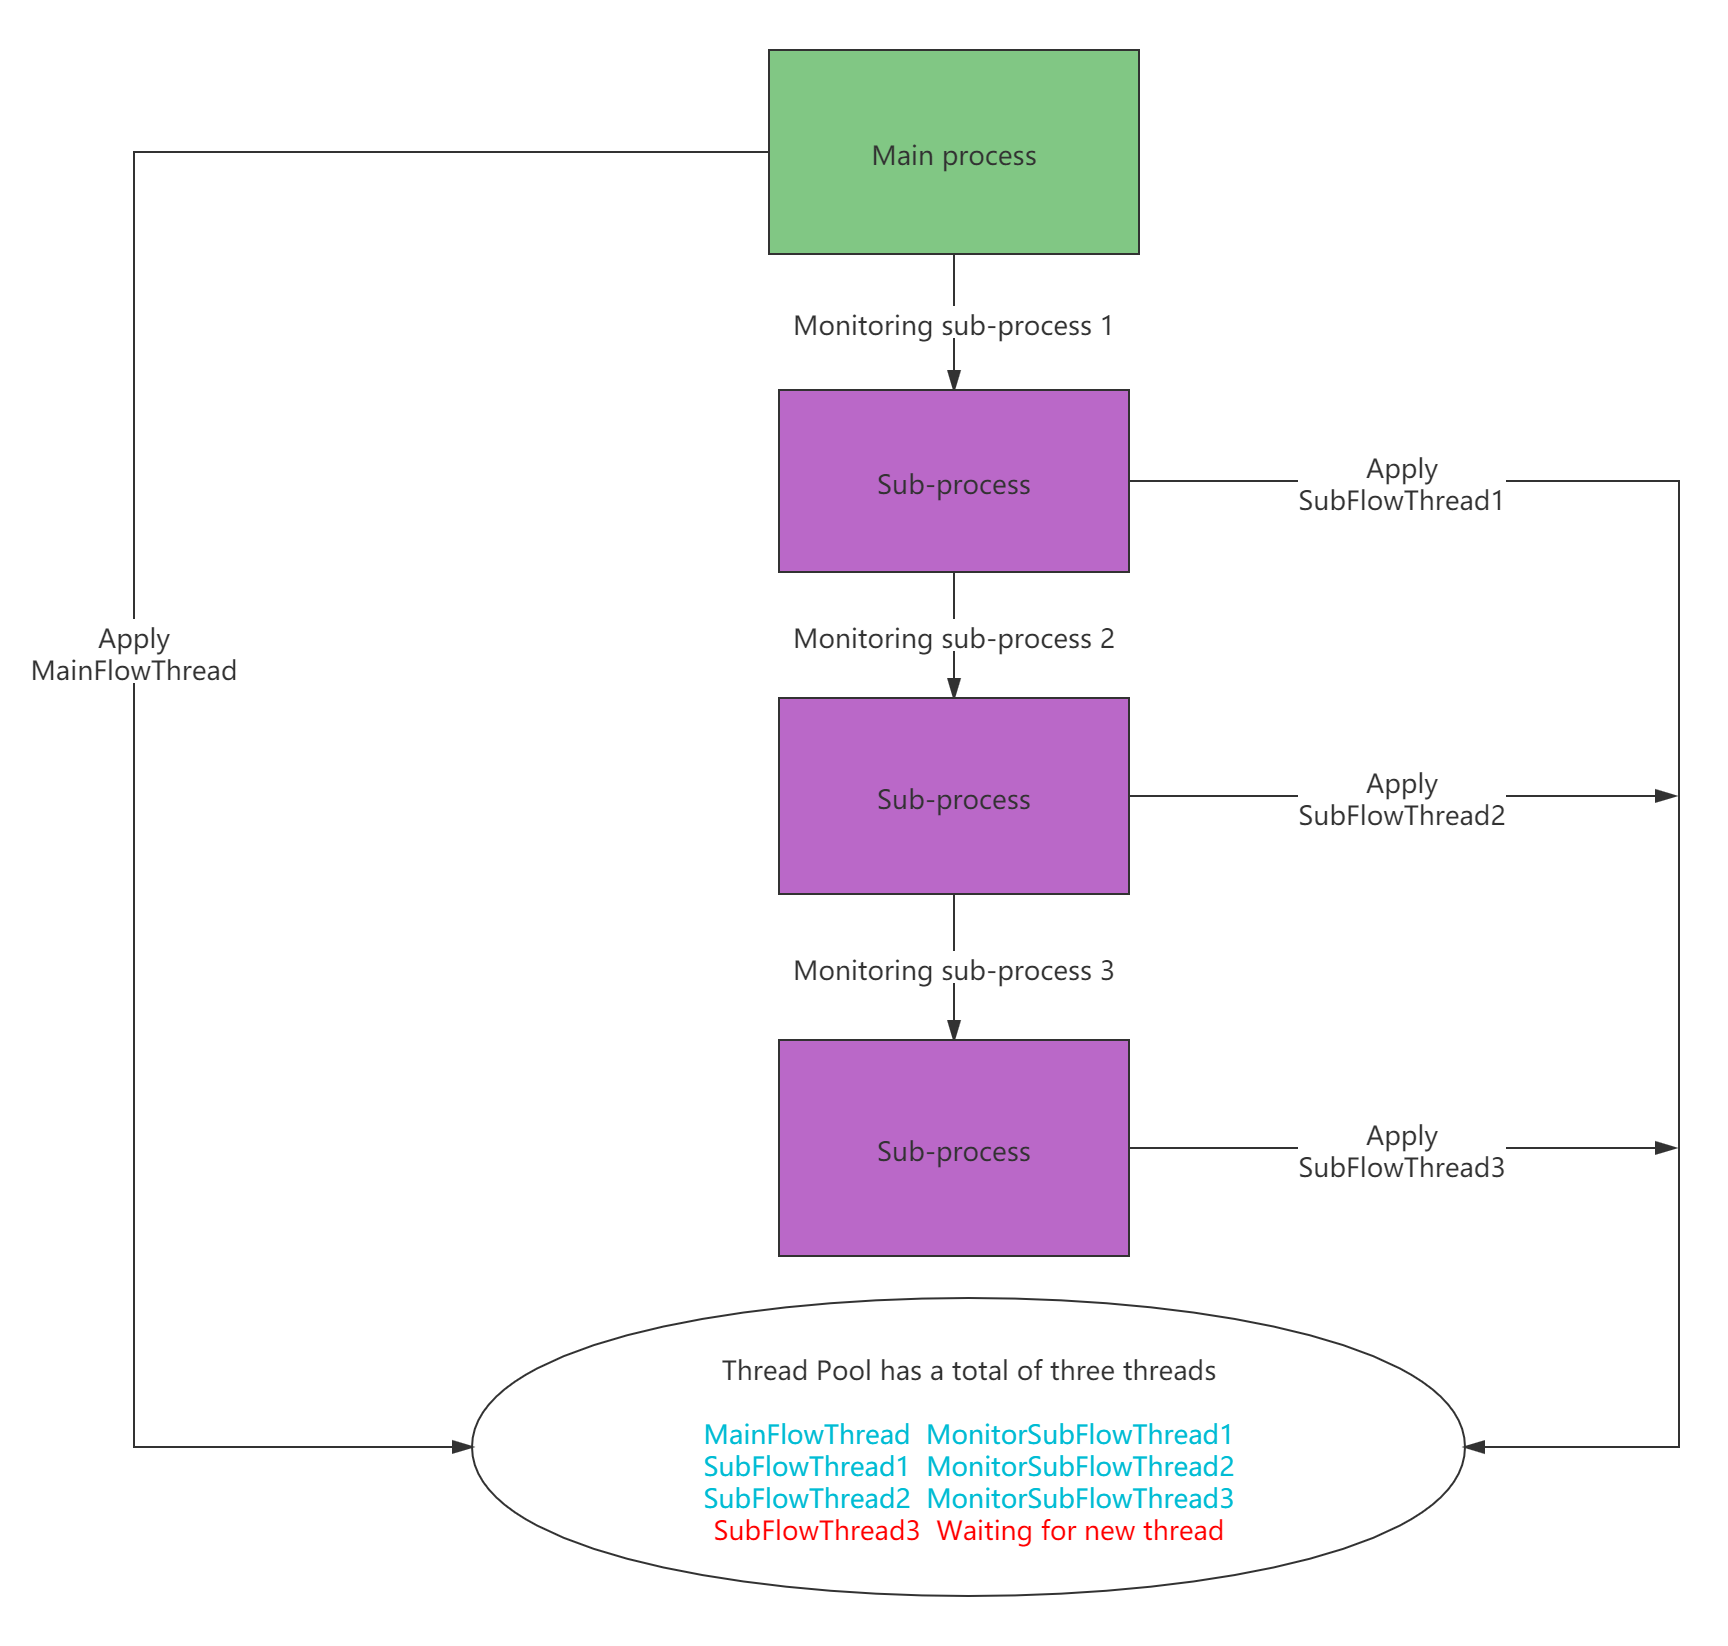 Main process
Monitoring sub-process 1
Sub-process
Apply
SubFlowThread1
Apply
MainFlowThread
Monitoring sub-process 2
Sub-process
Apply
SubFlowThread2
Monitoring sub-process 3
Sub-process
Apply
SubFlowThread3
Thread Pool has a total of three threads
MainFlowThread MonitorSubFlowThread1
SubFlowThread1 MonitorSubFlowThread2
SubFlowThread2 MonitorSubFlowThread3
SubFlowThread3 Waiting for new thread